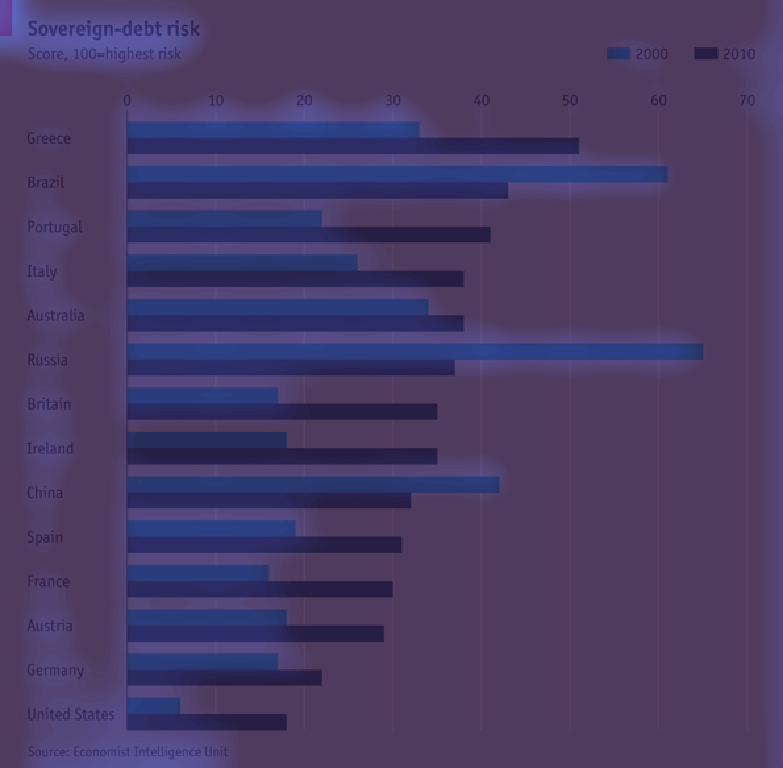 Sovereign-debt risk
Score, 100=highest risk
2000 2010
0 10 20 30 40 50 60 70
Greece
Brazil
Portugal
Italy
Australia
Russia
Britain
Ireland
China
Spain
France
Austria
Germany
United States
Source: Economist Intelligence Unit